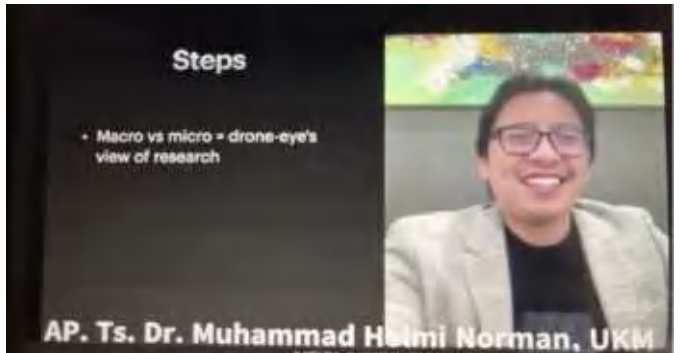 Steps
• Macro vs micro = drone-eye's
view of research
AP. Ts. Dr. Muhammad Helmi Norman, UKM